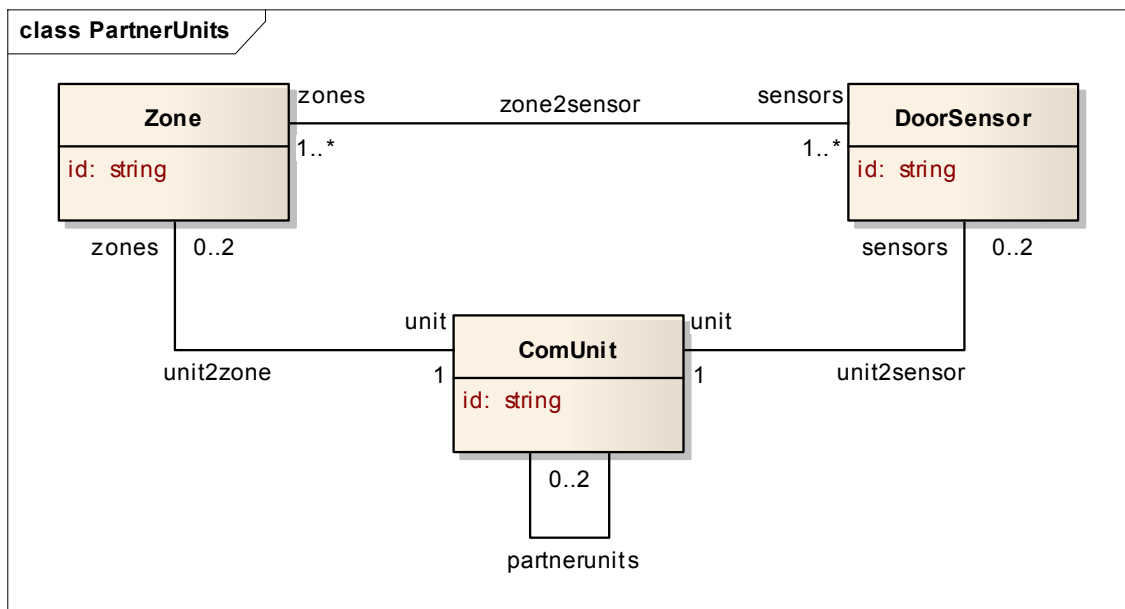 class PartnerUnits
zones
zone2sensor
sensors
Zone
DoorSensor
1..*
1..*
id: string
id: string
zones
0..2
sensors
0..2
unit
unit
ComUnit
unit2zone
1
1
unit2sensor
id: string
0..2
partnerunits